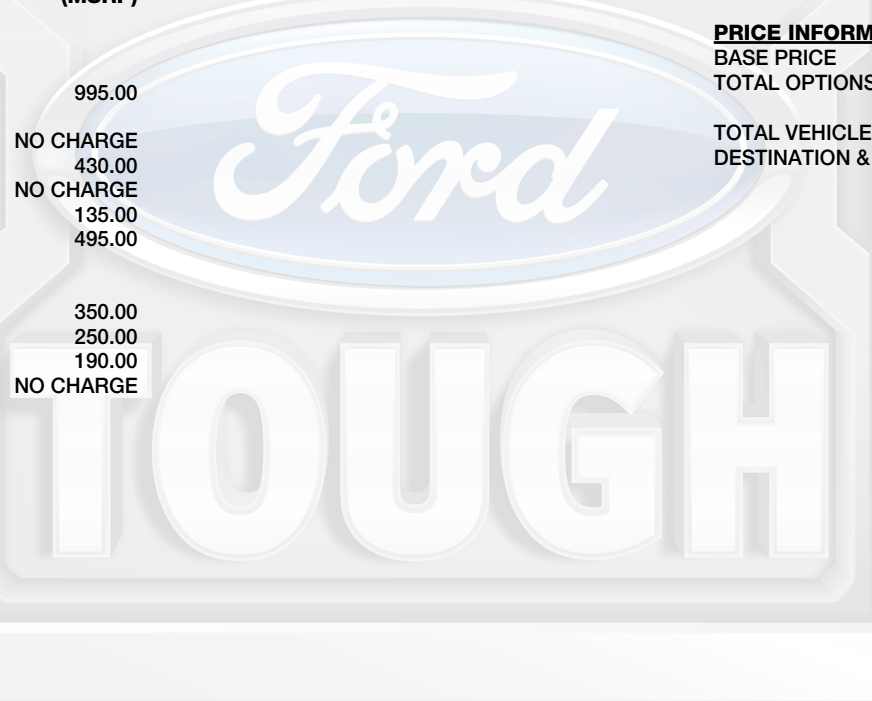 (MSRP)
995.00
NO CHARGE
430.00
NO CHARGE
135.00
495.00
350.00
250.00
190.00
NO CHARGE
PRICE INFORM
BASE PRICE
TOTAL OPTIONS
TOTAL VEHICLE
DESTINATION &
Ford
TOUGH